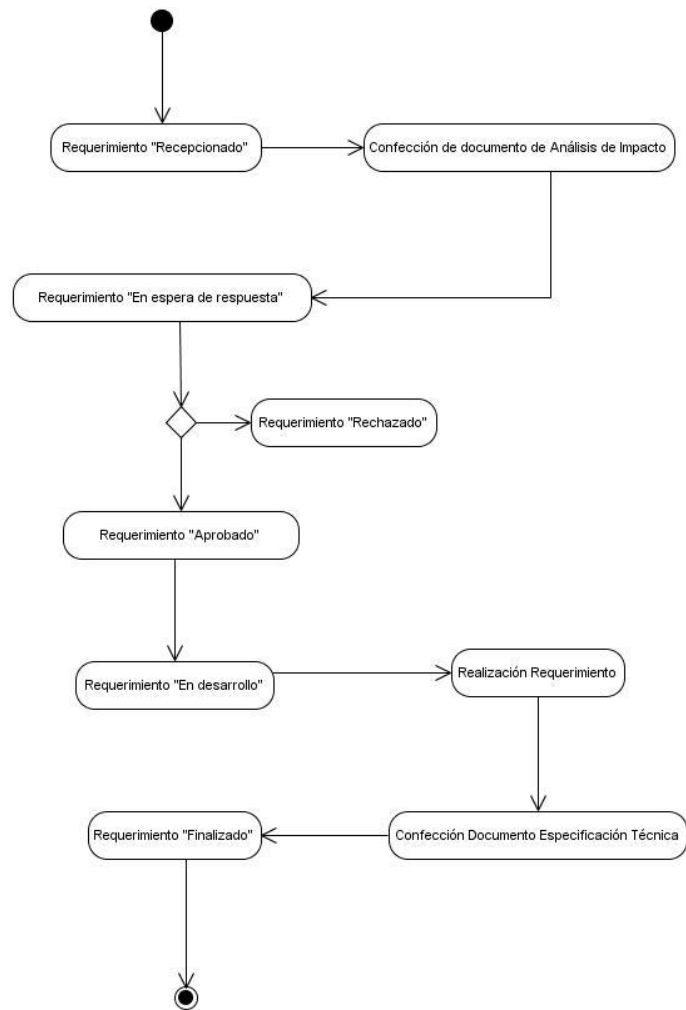 Requerimiento "Recepcionado"
Confección de documento de Análisis de Impacto
Requerimiento "En espera de respuesta"
Requerimiento "Rechazado"
Requerimiento "Aprobado"
Requerimiento "En desarrollo"
Realización Requerimiento
Requerimiento "Finalizado"
Confección Documento Especificación Técnica